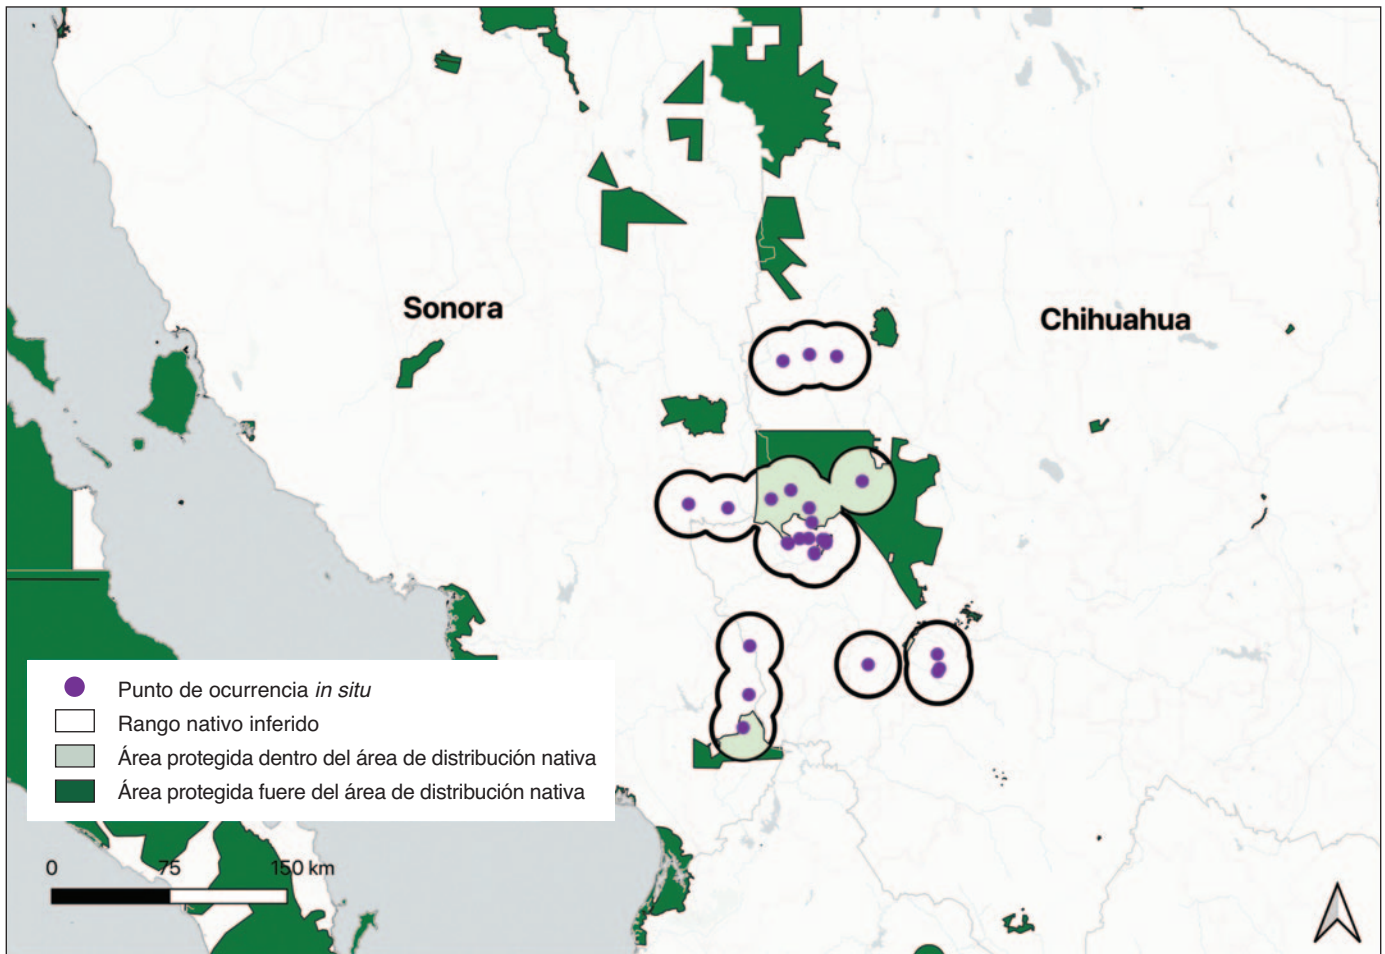 Sonora
Chihuahua
Punto de ocurrencia in situ
Rango nativo inferido
Área protegida dentro del área de distribución nativa
Área protegida fuere del área de distribución nativa
0 75 150 km